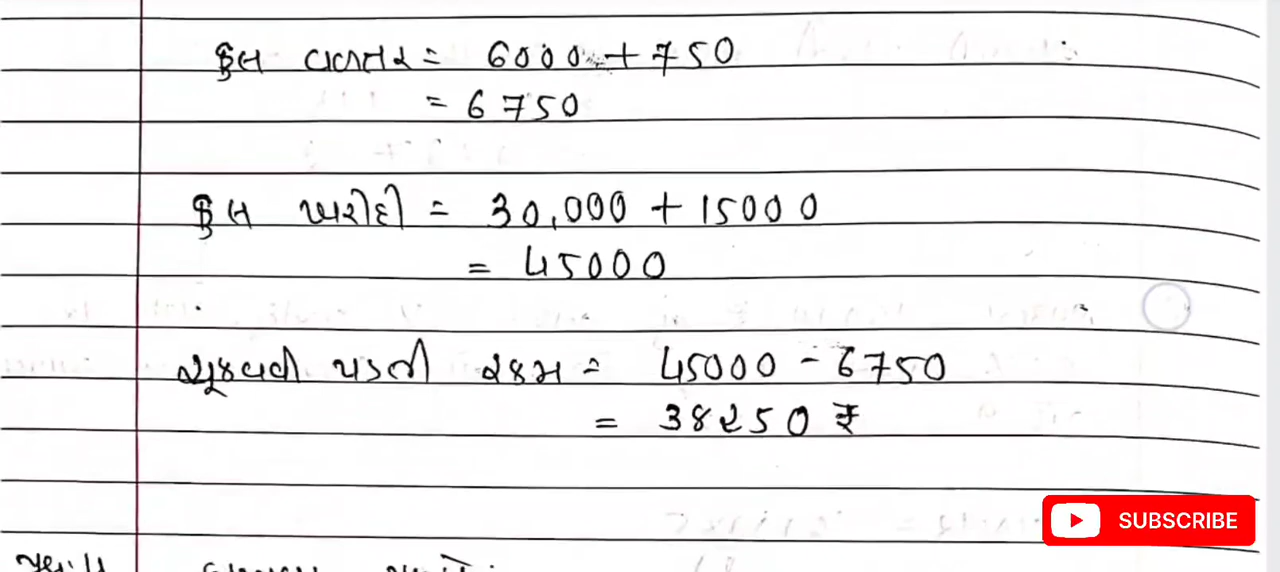 કુલ વળતર = 6000 + 750
= 6750
કુલ ખરીદી = 30,000 + 15000
= 45000
ચૂકવવી પડતી રકમ = 45000 - 6750
= 38250 ₹
SUBSCRIBE